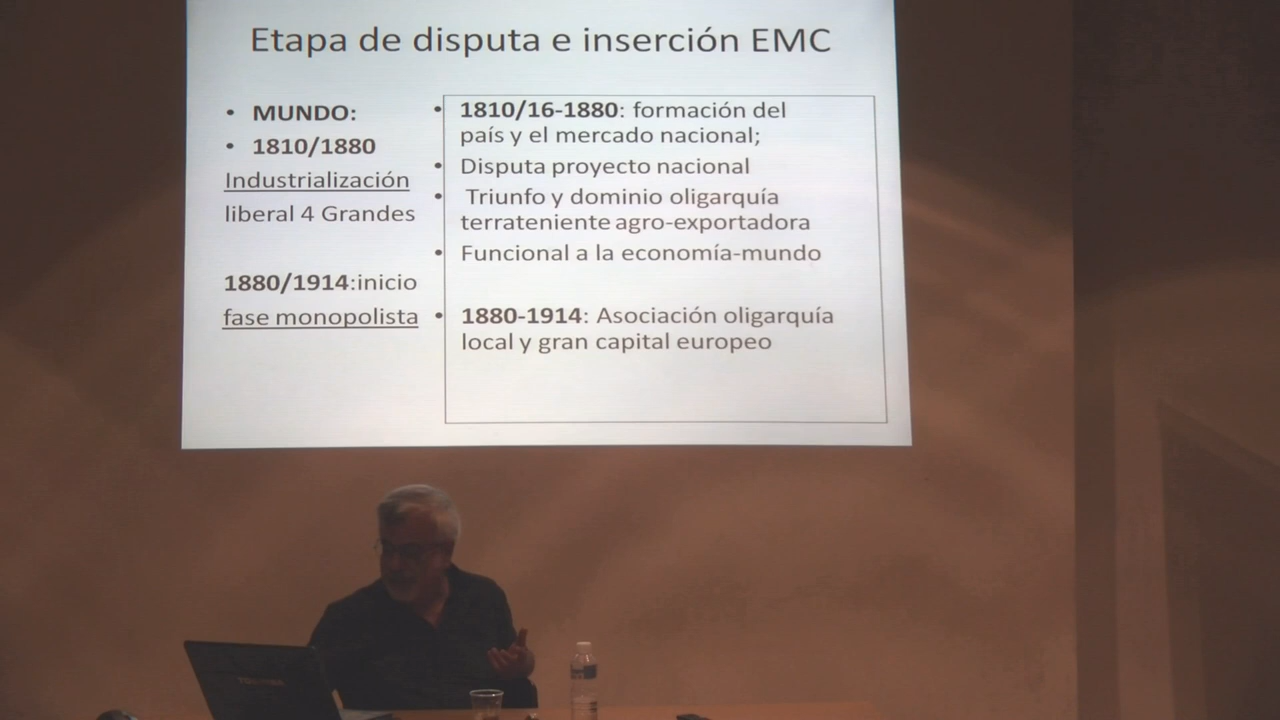 Etapa de disputa e inserción EMC
• MUNDO:
• 1810/1880
Industrialización
liberal 4 Grandes
1880/1914:inicio
fase monopolista
• 1810/16-1880: formación del
país y el mercado nacional;
• Disputa proyecto nacional
• Triunfo y dominio oligarquía
terrateniente agro-exportadora
• Funcional a la economía-mundo
• 1880-1914: Asociación oligarquía
local y gran capital europeo
TOSHIBA